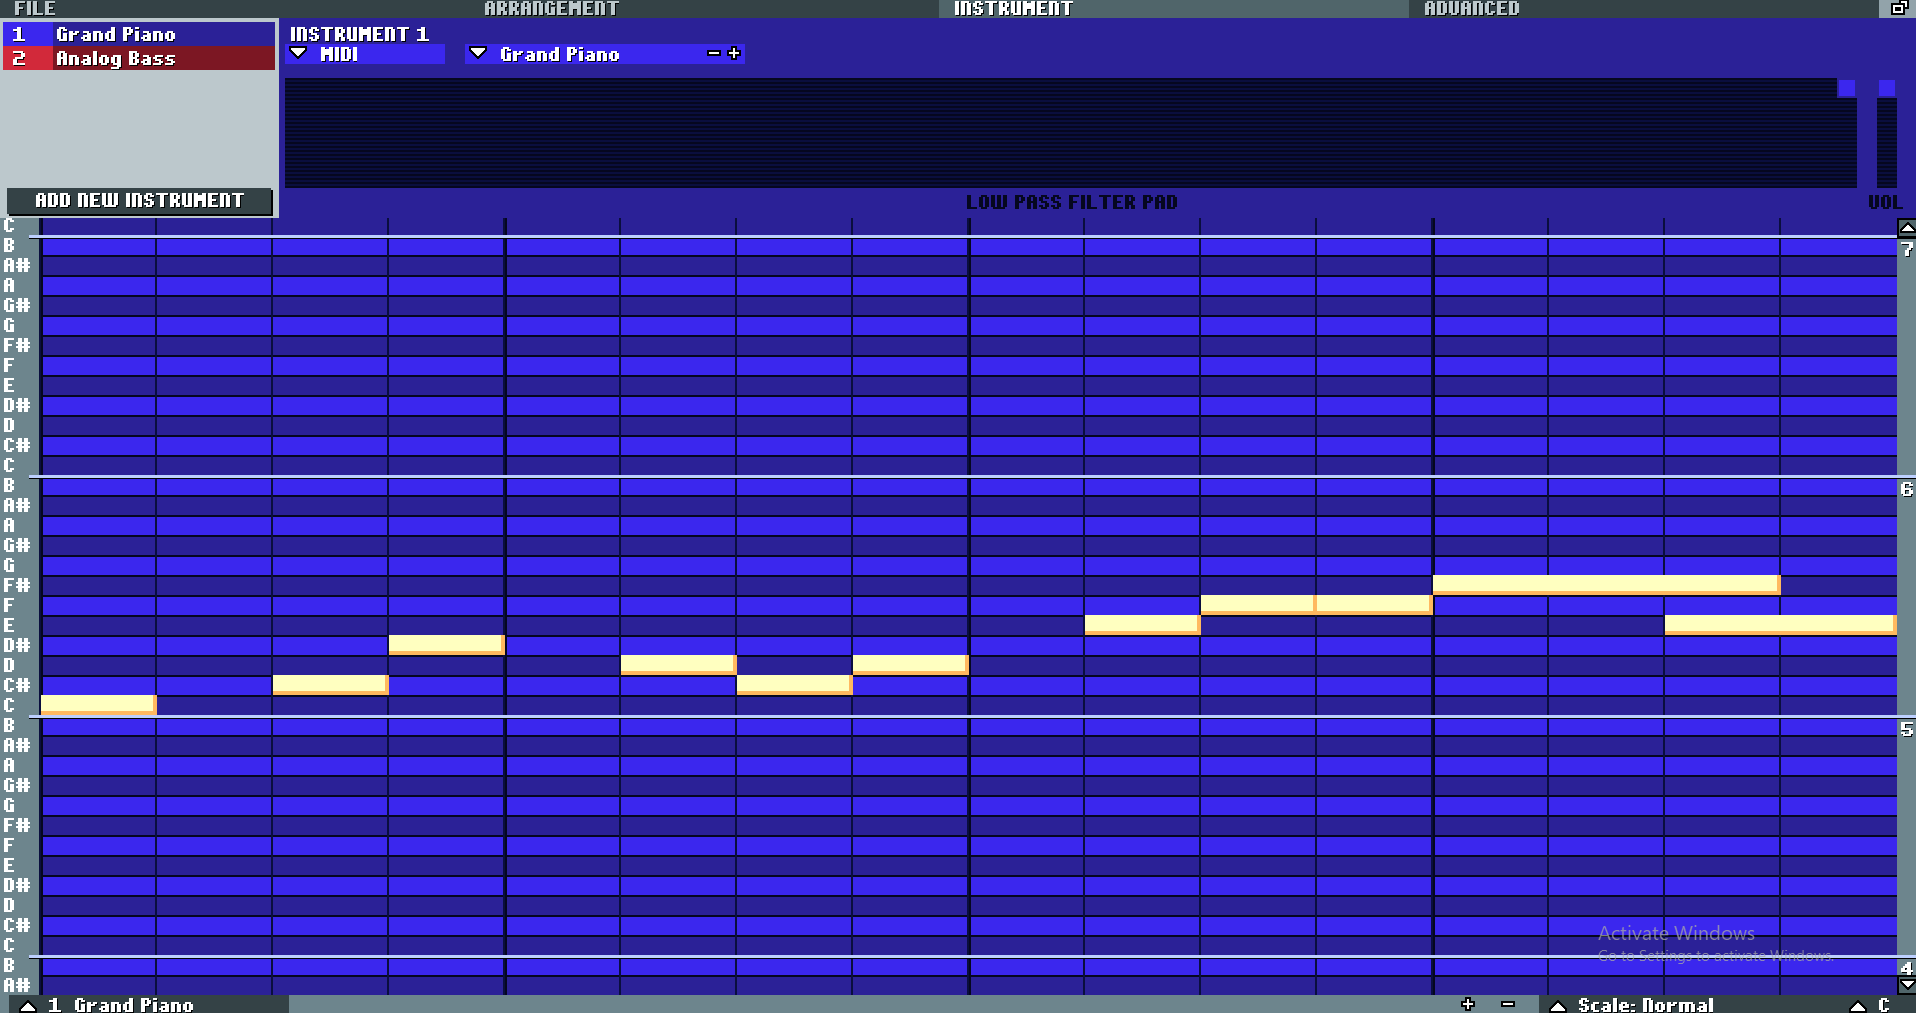 FILE ARRANGEMENT INSTRUMENT ADVANCED
1 Grand Piano
2 Analog Bass
ADD NEW INSTRUMENT
INSTRUMENT 1
MIDI Grand Piano - +
LOW PASS FILTER PAD VOL
C
B 7
A#
A
G#
G
F#
F
E
D#
D
C#
C
B 6
A#
A
G#
G
F#
F
E
D#
D
C#
C
B 5
A#
A
G#
G
F#
F
E
D#
D
C#
C
B 4
A#
Activate Windows
Go to Settings to activate Windows.
1 Grand Piano + - Scale: Normal C